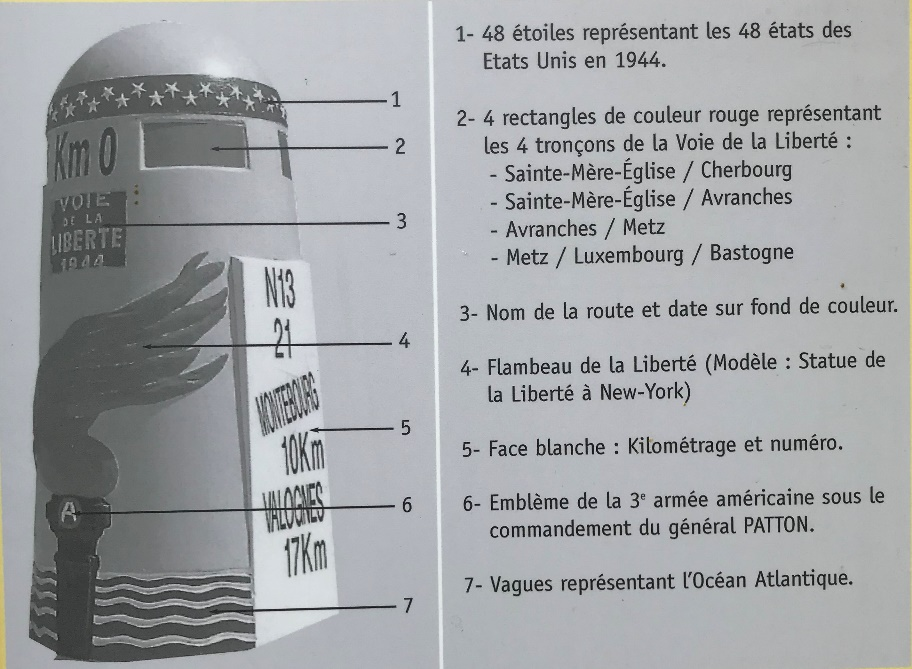 Km 0
VOIE
DE LA
LIBERTE
1944
N13
21
MONTEBOURG
10Km
VALOGNES
17Km
A
1
2
3
4
5
6
7
1- 48 étoiles représentant les 48 états des
Etats Unis en 1944.
2- 4 rectangles de couleur rouge représentant
les 4 tronçons de la Voie de la Liberté :
- Sainte-Mère-Église / Cherbourg
- Sainte-Mère-Église / Avranches
- Avranches / Metz
- Metz / Luxembourg / Bastogne
3- Nom de la route et date sur fond de couleur.
4- Flambeau de la Liberté (Modèle : Statue de
la Liberté à New-York)
5- Face blanche : Kilométrage et numéro.
6- Emblème de la 3e armée américaine sous le
commandement du général PATTON.
7- Vagues représentant l'Océan Atlantique.